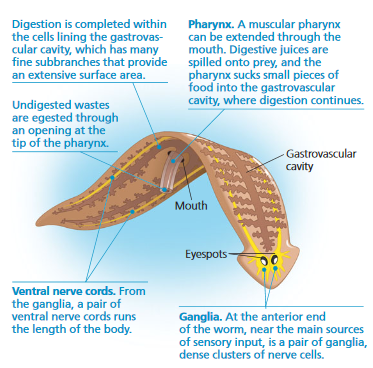 Digestion is completed within
the cells lining the gastrovas-
cular cavity, which has many
fine subbranches that provide
an extensive surface area.
Pharynx. A muscular pharynx
can be extended through the
mouth. Digestive juices are
spilled onto prey, and the
pharynx sucks small pieces of
food into the gastrovascular
cavity, where digestion continues.
Undigested wastes
are egested through
an opening at the
tip of the pharynx.
Gastrovascular
cavity
Mouth
Eyespots
Ventral nerve cords. From
the ganglia, a pair of
ventral nerve cords runs
the length of the body.
Ganglia. At the anterior end
of the worm, near the main sources
of sensory input, is a pair of ganglia,
dense clusters of nerve cells.